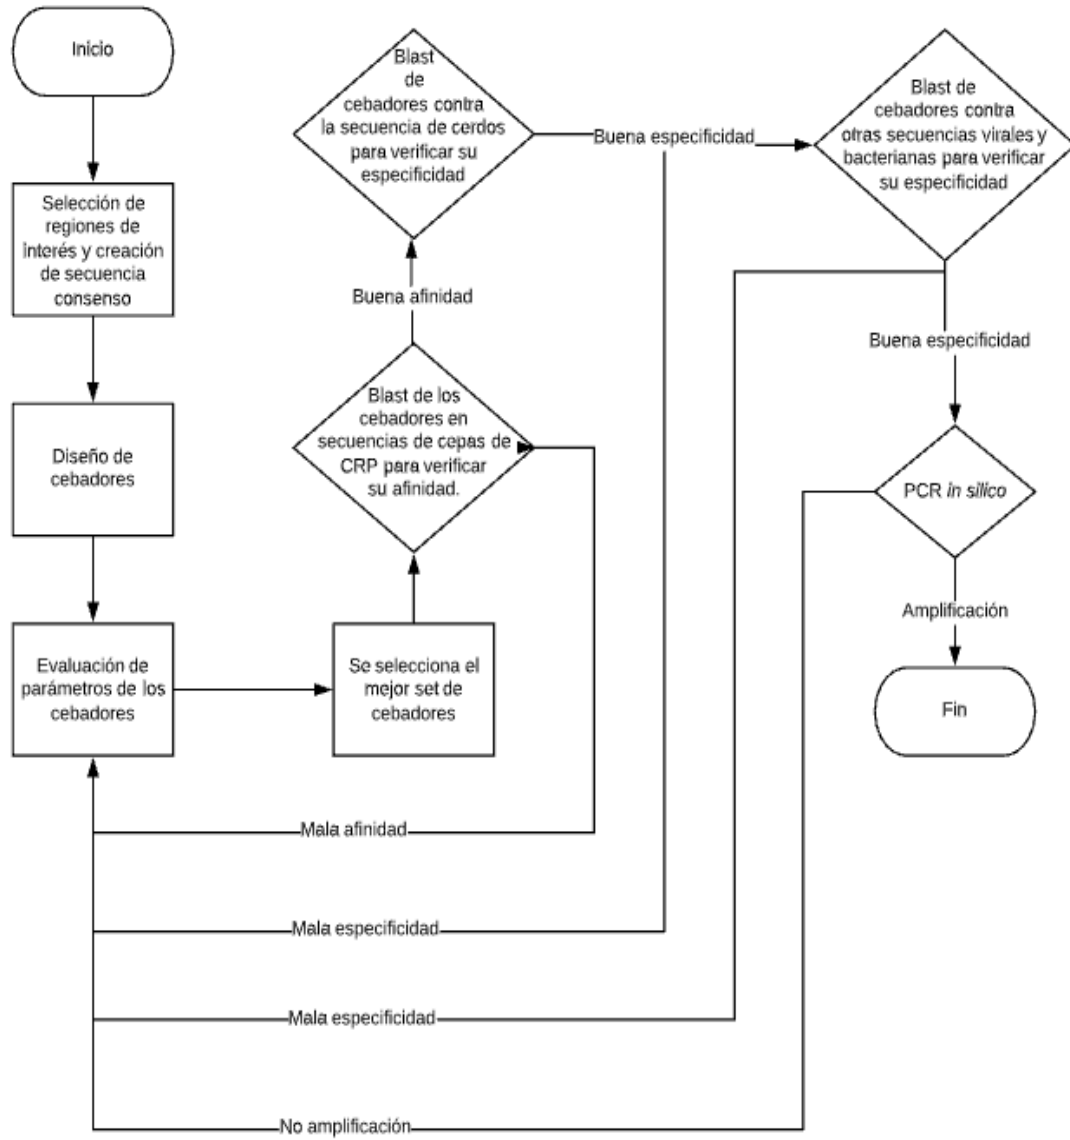 Inicio
Selección de
regiones de
interés y creación
de secuencia
consenso
Diseño de
cebadores
Evaluación de
parámetros de los
cebadores
Se selecciona el
mejor set de
cebadores
Blast de los
cebadores en
secuencias de cepas de
CRP para verificar
su afinidad.
Buena afinidad
Blast
de
cebadores contra
la secuencia de cerdos
para verificar su
especificidad
Buena especificidad
Blast de
cebadores contra
otras secuencias virales y
bacterianas para verificar
su especificidad
Buena especificidad
PCR in silico
Amplificación
Fin
Mala afinidad
Mala especificidad
Mala especificidad
No amplificación